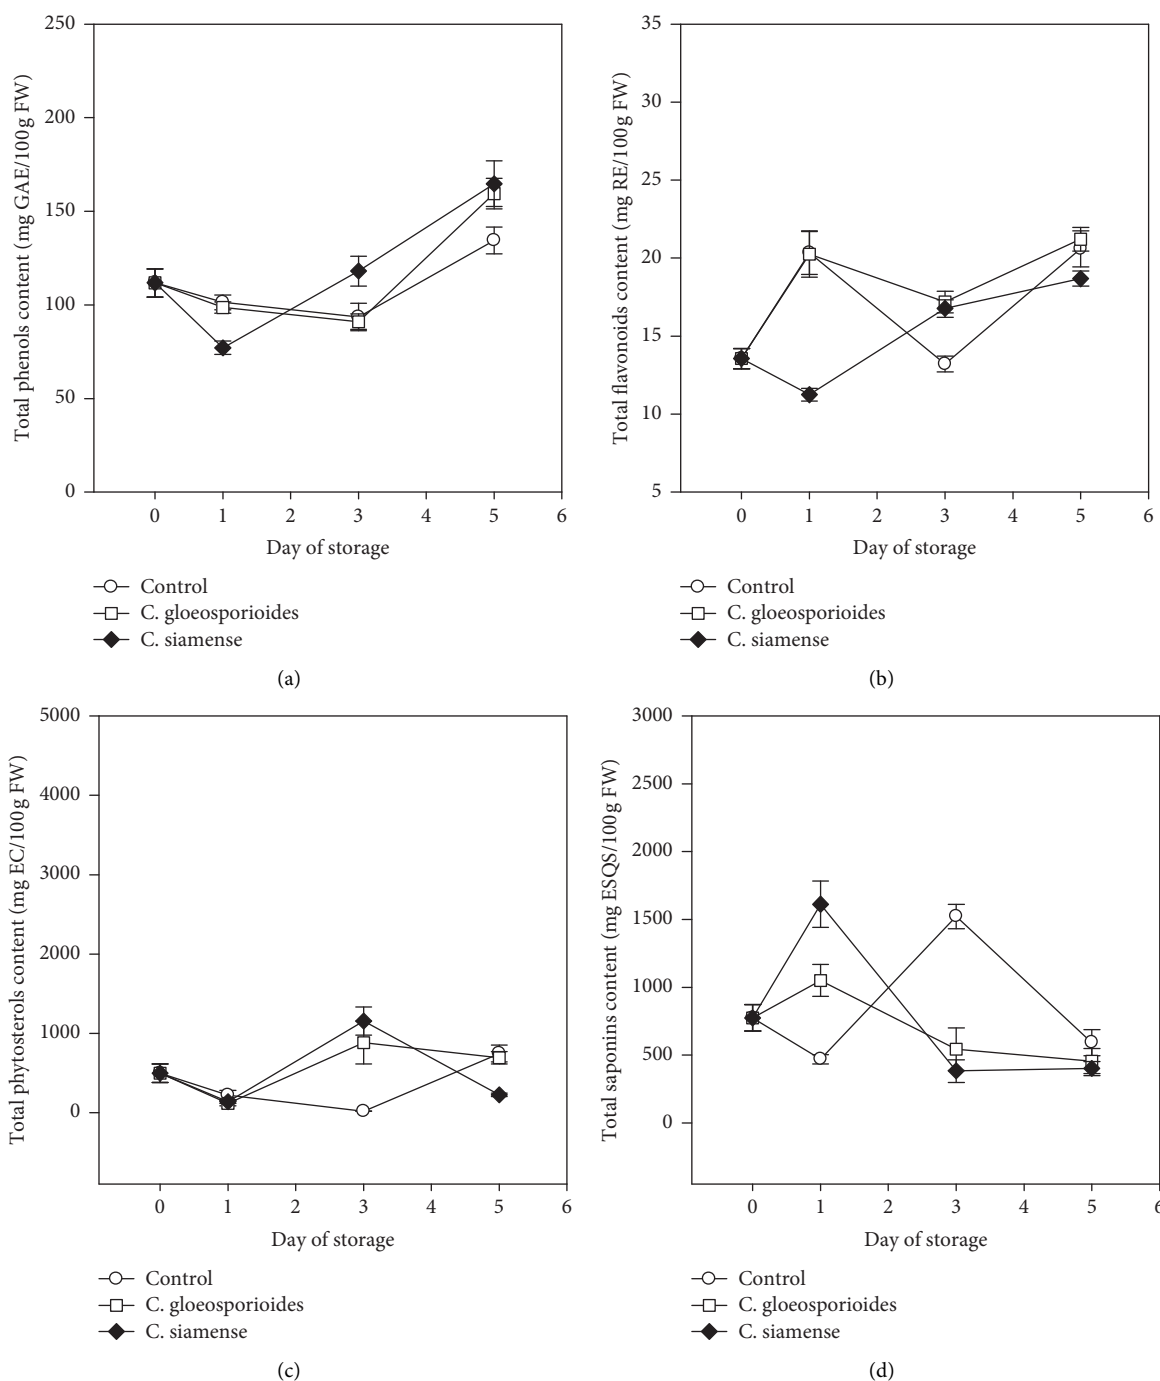 250
200
150
100
50
0
Total phenols content (mg GAE/100g FW)
0 1 2 3 4 5 6
Day of storage
Control
C. gloeosporioides
C. siamense
(a)
35
30
25
20
15
10
5
Total flavonoids content (mg RE/100g FW)
0 1 2 3 4 5 6
Day of storage
Control
C. gloeosporioides
C. siamense
(b)
5000
4000
3000
2000
1000
0
Total phytosterols content (mg EC/100g FW)
0 1 2 3 4 5 6
Day of storage
Control
C. gloeosporioides
C. siamense
(c)
3000
2500
2000
1500
1000
500
0
Total saponins content (mg ESQS/100g FW)
0 1 2 3 4 5 6
Day of storage
Control
C. gloeosporioides
C. siamense
(d)